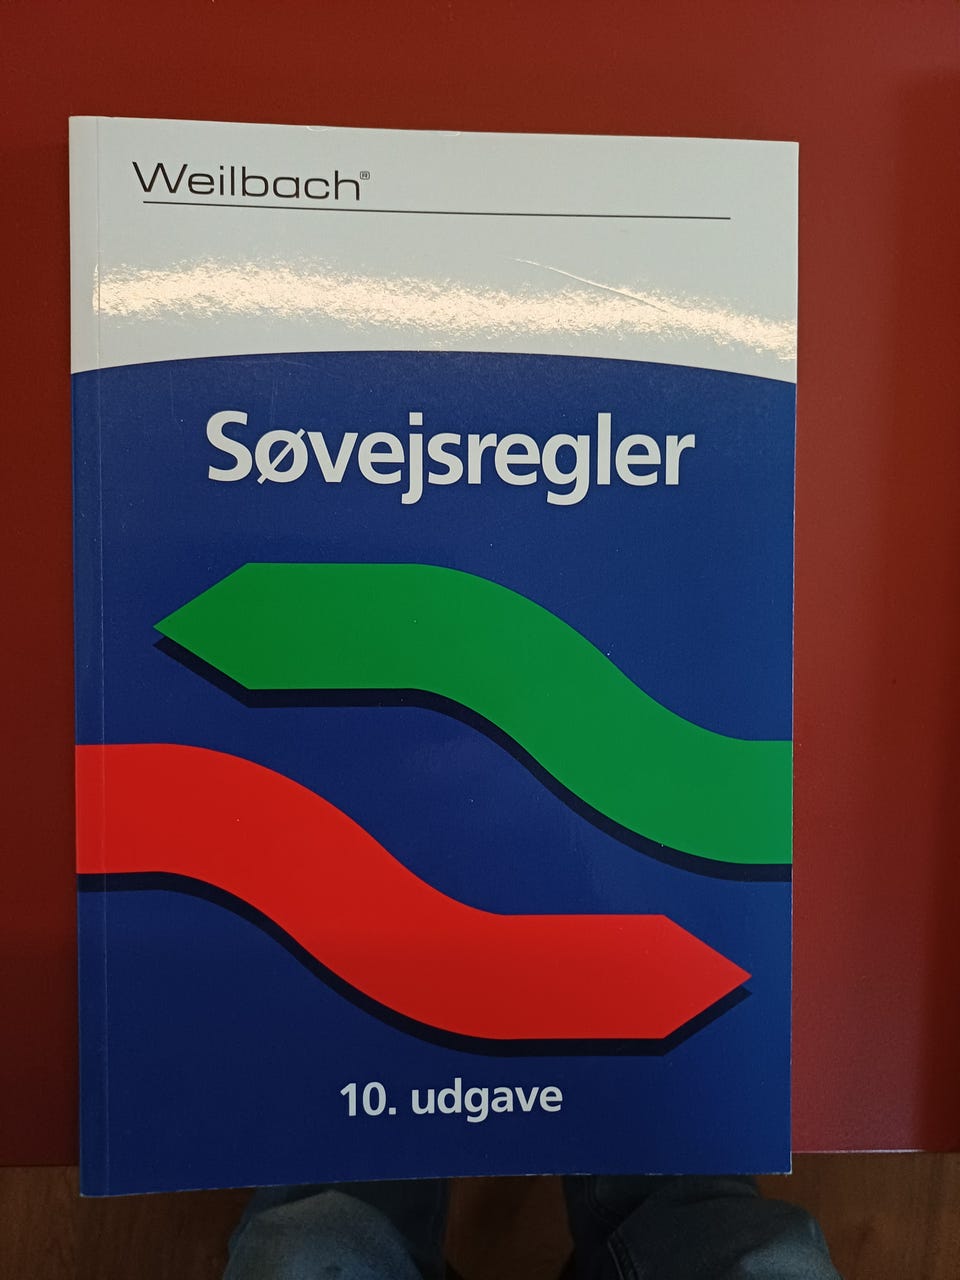 Weilbach®
Søvejsregler
10. udgave